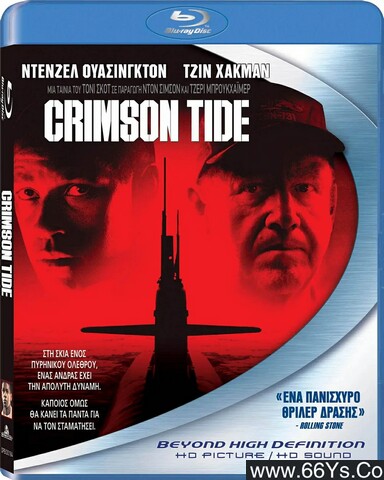 Blu-ray Disc
ΝΤΕΝΖΕΛ ΟΥΑΣΙΝΓΚΤΟΝ ΤΖΙΝ ΧΑΚΜΑΝ
ΜΙΑ ΤΑΙΝΙΑ ΤΟΥ ΤΟΝΙ ΣΚΟΤ ΣΕ ΠΑΡΑΓΩΓΗ ΝΤΟΝ ΣΙΜΣΟΝ ΚΑΙ ΤΖΕΡΙ ΜΠΡΟΥΚΧΑΪΜΕΡ
CRIMSON TIDE
CRIMSON TIDE
ΣΤΗ ΣΚΙΑ ΕΝΟΣ
ΠΥΡΗΝΙΚΟΥ ΟΛΕΘΡΟΥ,
ΕΝΑΣ ΑΝΔΡΑΣ ΕΧΕΙ
ΤΗΝ ΑΠΟΛΥΤΗ ΔΥΝΑΜΗ.
ΚΑΠΟΙΟΣ ΟΜΩΣ
ΘΑ ΚΑΝΕΙ ΤΑ ΠΑΝΤΑ ΓΙΑ
ΝΑ ΤΟΝ ΣΤΑΜΑΤΗΣΕΙ.
«ΕΝΑ ΠΑΝΙΣΧΥΡΟ
ΘΡΙΛΕΡ ΔΡΑΣΗΣ»
- ROLLING STONE
BEYOND HIGH DEFINITION
HD PICTURE / HD SOUND
www.66Ys.Co